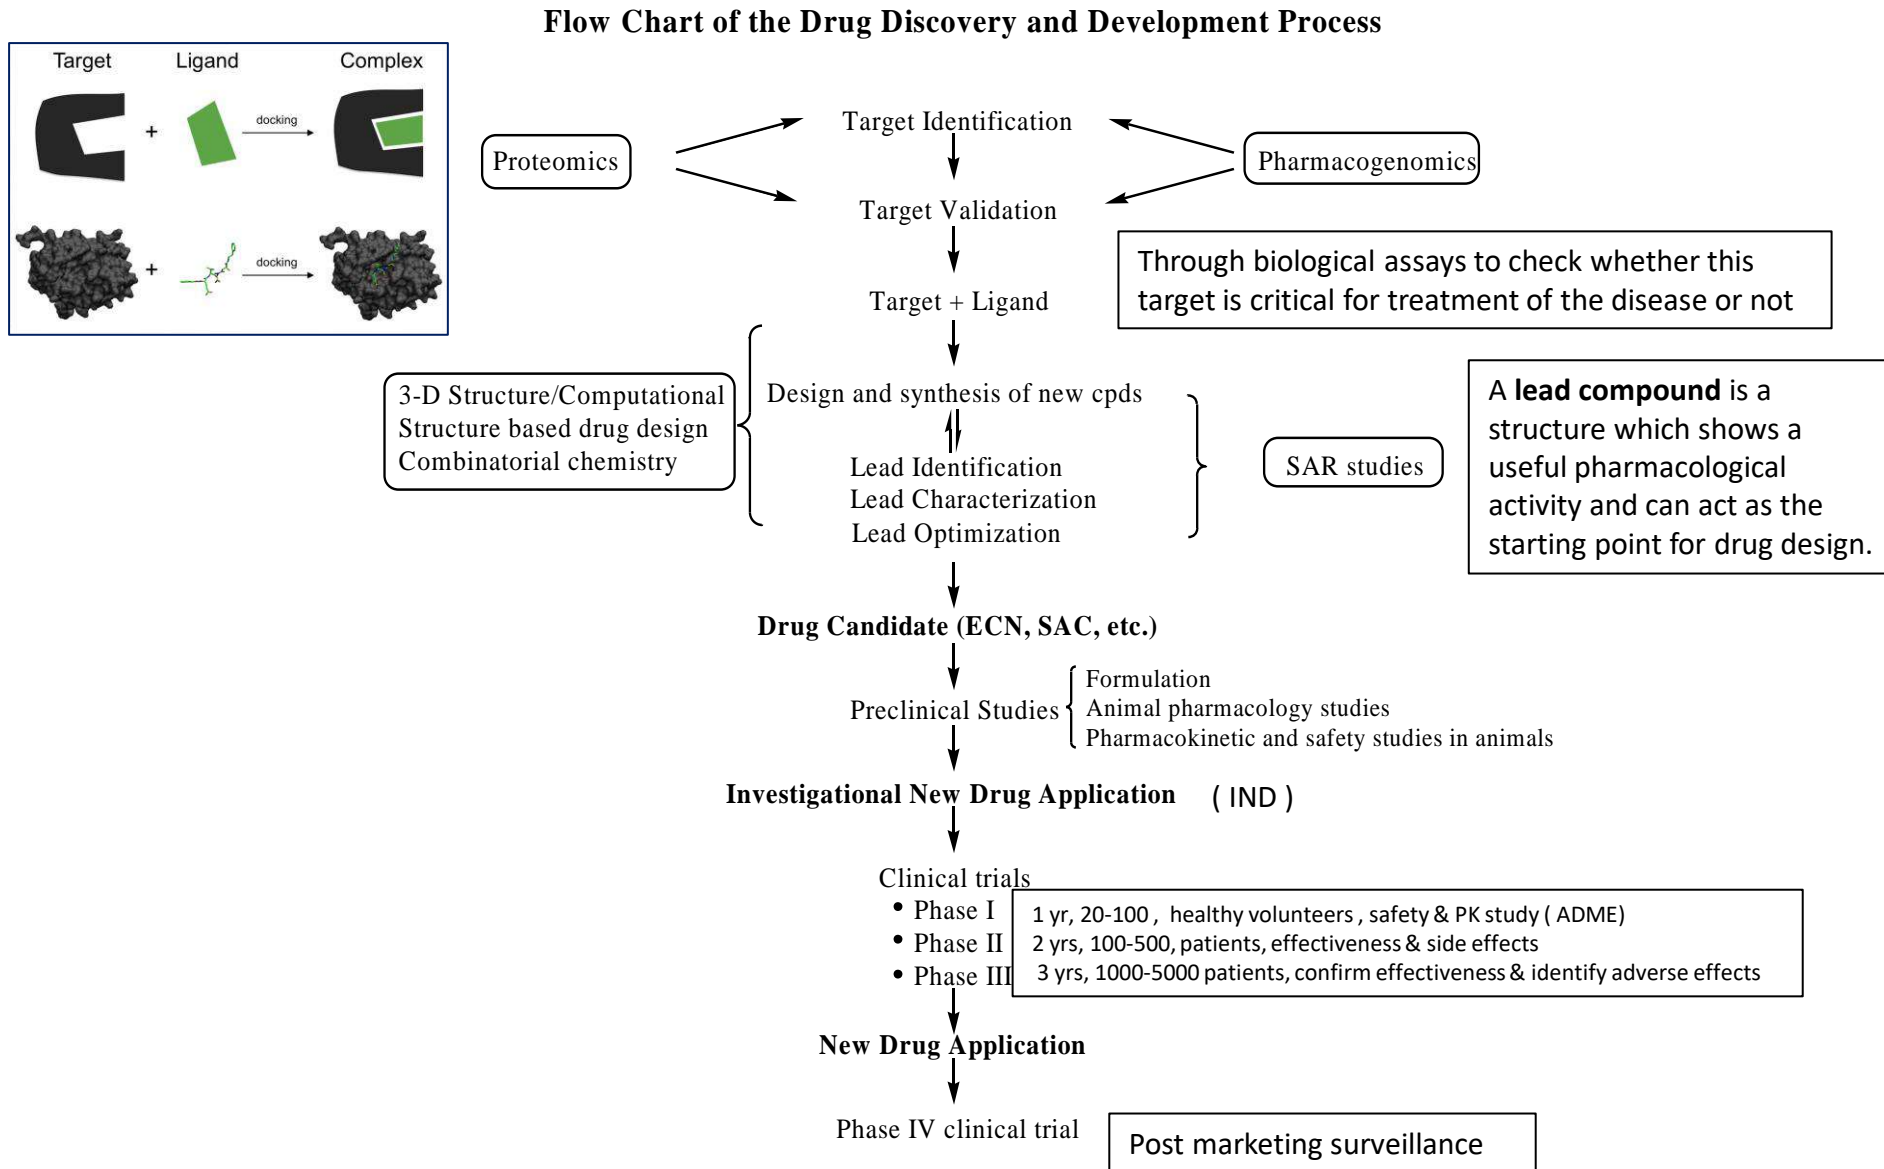 Flow Chart of the Drug Discovery and Development Process
Target Ligand Complex
+ docking
+ docking
Target Identification
Proteomics
Pharmacogenomics
Target Validation
Through biological assays to check whether this
target is critical for treatment of the disease or not
Target + Ligand
3-D Structure/Computational
Structure based drug design
Combinatorial chemistry
Design and synthesis of new cpds
Lead Identification
Lead Characterization
Lead Optimization
SAR studies
A lead compound is a
structure which shows a
useful pharmacological
activity and can act as the
starting point for drug design.
Drug Candidate (ECN, SAC, etc.)
Preclinical Studies
Formulation
Animal pharmacology studies
Pharmacokinetic and safety studies in animals
Investigational New Drug Application ( IND )
Clinical trials
• Phase I 1 yr, 20-100 , healthy volunteers , safety & PK study ( ADME)
• Phase II 2 yrs, 100-500, patients, effectiveness & side effects
• Phase III 3 yrs, 1000-5000 patients, confirm effectiveness & identify adverse effects
New Drug Application
Phase IV clinical trial
Post marketing surveillance